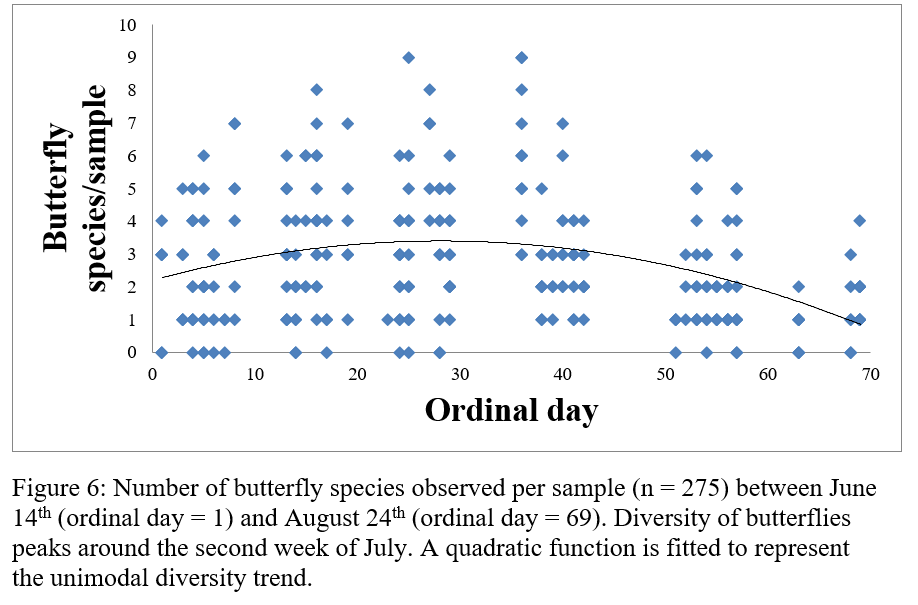 10
9
8
7
6
5
4
3
2
1
0
Butterfly
species/sample
0 10 20 30 40 50 60 70
Ordinal day
Figure 6: Number of butterfly species observed per sample (n = 275) between June
14th (ordinal day = 1) and August 24th (ordinal day = 69). Diversity of butterflies
peaks around the second week of July. A quadratic function is fitted to represent
the unimodal diversity trend.